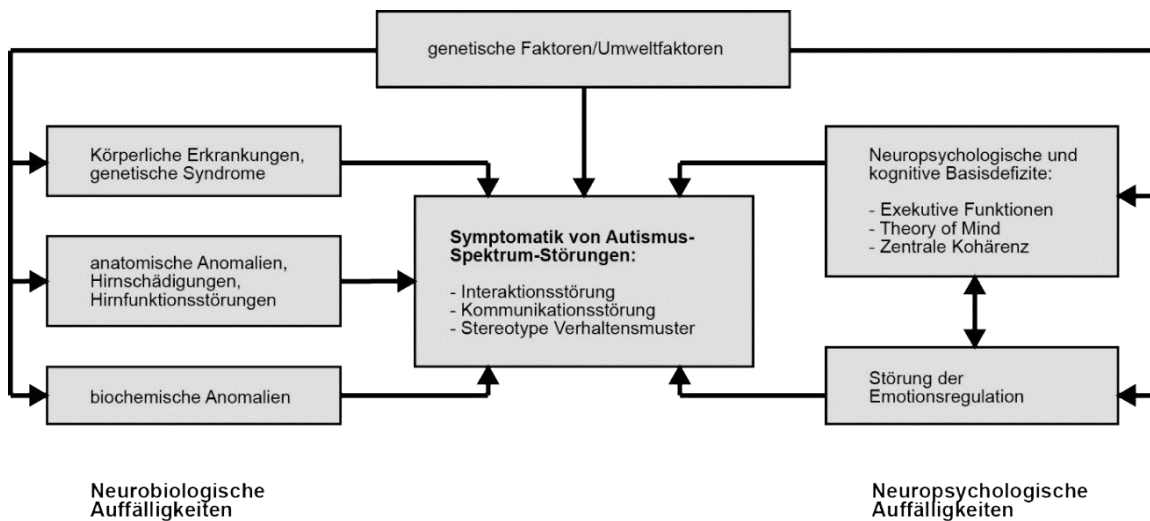 genetische Faktoren/Umweltfaktoren
Körperliche Erkrankungen,
genetische Syndrome
anatomische Anomalien,
Hirnschädigungen,
Hirnfunktionsstörungen
biochemische Anomalien
Symptomatik von Autismus-
Spektrum-Störungen:
- Interaktionsstörung
- Kommunikationsstörung
- Stereotype Verhaltensmuster
Neuropsychologische und
kognitive Basisdefizite:
- Exekutive Funktionen
- Theory of Mind
- Zentrale Kohärenz
Störung der
Emotionsregulation
Neurobiologische
Auffälligkeiten
Neuropsychologische
Auffälligkeiten